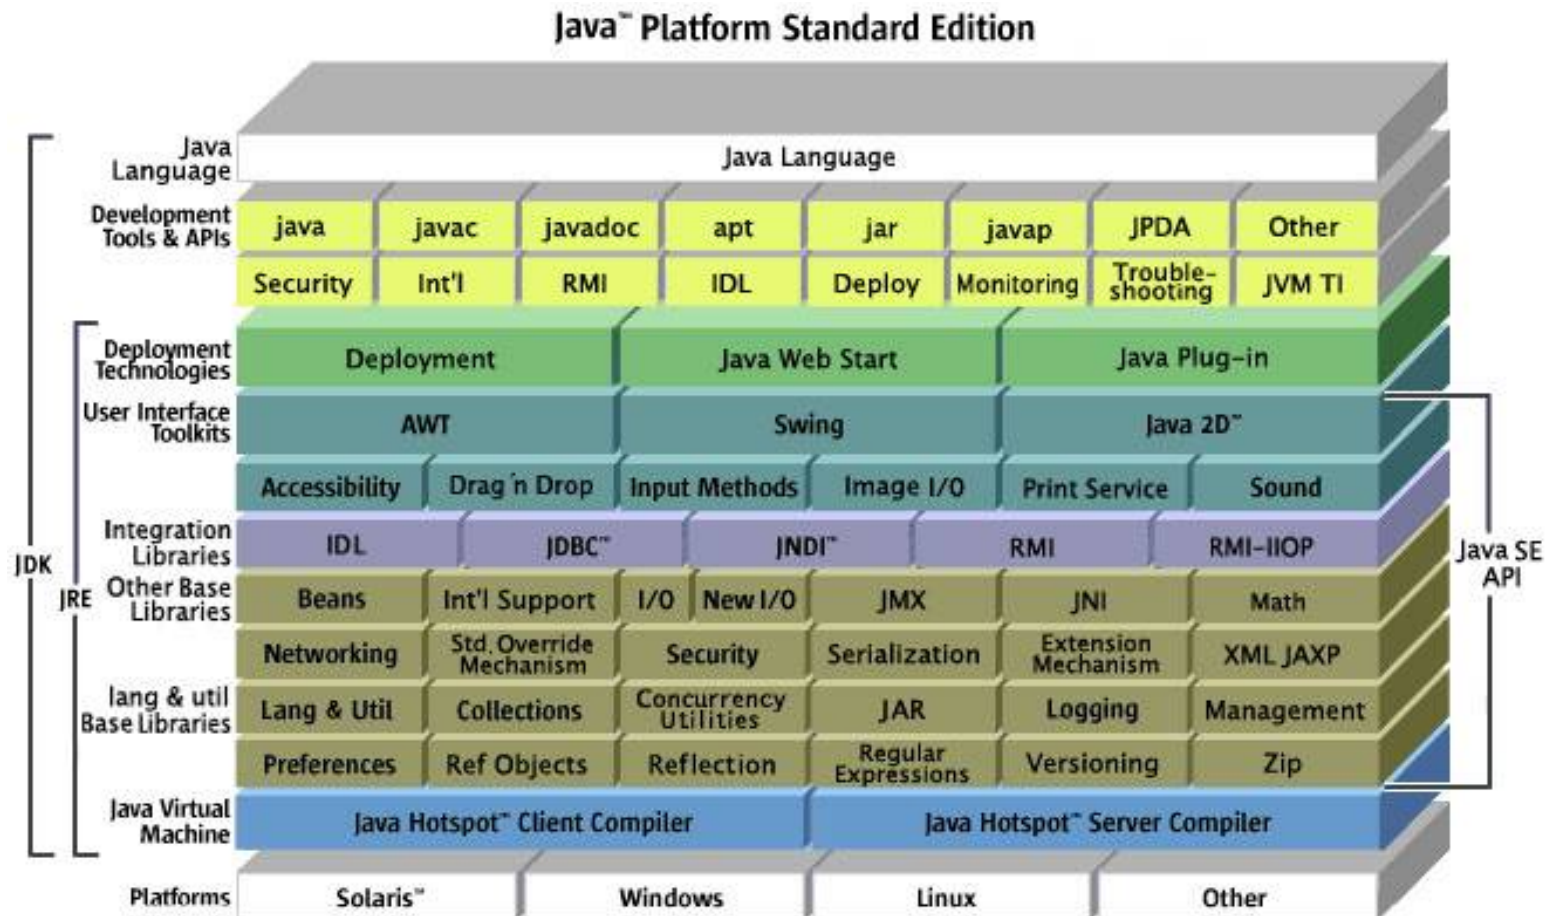 Java™ Platform Standard Edition
Java
Language
Java Language
Development
Tools & APIs
java javac javadoc apt jar javap JPDA Other
Security Int'l RMI IDL Deploy Monitoring Trouble-
shooting JVM TI
Deployment
Technologies
Deployment Java Web Start Java Plug-in
User Interface
Toolkits
AWT Swing Java 2D™
Accessibility Drag 'n Drop Input Methods Image I/O Print Service Sound
Integration
Libraries
IDL JDBC™ JNDI™ RMI RMI-IIOP
JDK
JRE
Java SE
API
Other Base
Libraries
Beans Int'l Support I/O New I/O JMX JNI Math
Networking Std. Override
Mechanism Security Serialization Extension
Mechanism XML JAXP
lang & util
Base Libraries
Lang & Util Collections Concurrency
Utilities JAR Logging Management
Preferences Ref Objects Reflection Regular
Expressions Versioning Zip
Java Virtual
Machine
Java Hotspot™ Client Compiler Java Hotspot™ Server Compiler
Platforms
Solaris™ Windows Linux Other